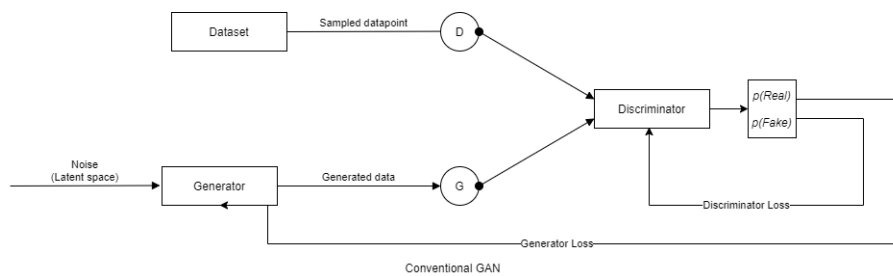 Dataset
Sampled datapoint
D
Discriminator
p(Real)
p(Fake)
Noise
(Latent space)
Generator
Generated data
G
Discriminator Loss
Generator Loss
Conventional GAN